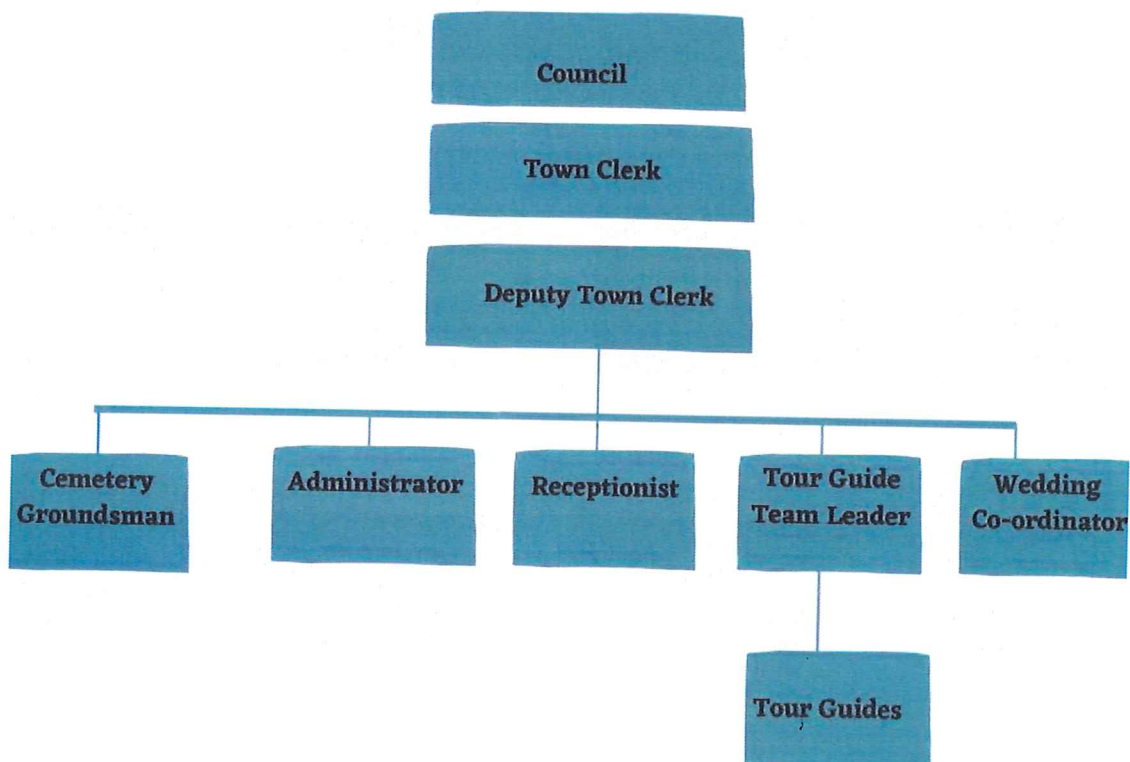 Council
Town Clerk
Deputy Town Clerk
Cemetery
Groundsman
Administrator
Receptionist
Tour Guide
Team Leader
Wedding
Co-ordinator
Tour Guides